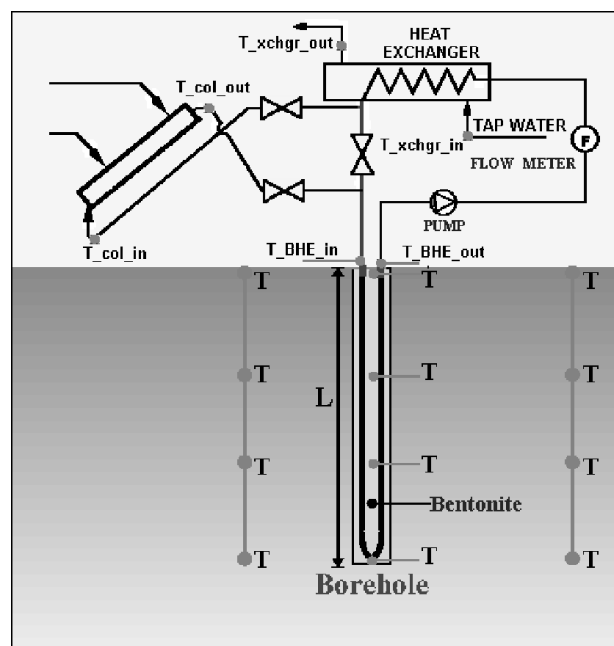 T_xchgr_out
HEAT
EXCHANGER
T_col_out
TAP WATER
T_xchgr_in
FLOW METER
F
T_col_in
PUMP
T_BHE_in
T_BHE_out
T
T
T
T
T
T
L
T
T
T
Bentonite
T
T
T
Borehole